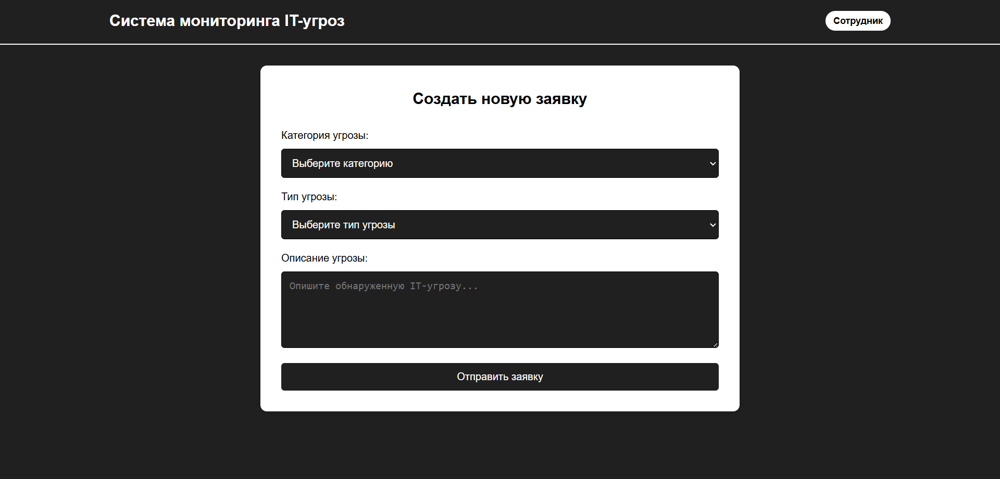 Система мониторинга IT-угроз
Сотрудник
Создать новую заявку
Категория угрозы:
Выберите категорию
Тип угрозы:
Выберите тип угрозы
Описание угрозы:
Опишите обнаруженную IT-угрозу...
Отправить заявку